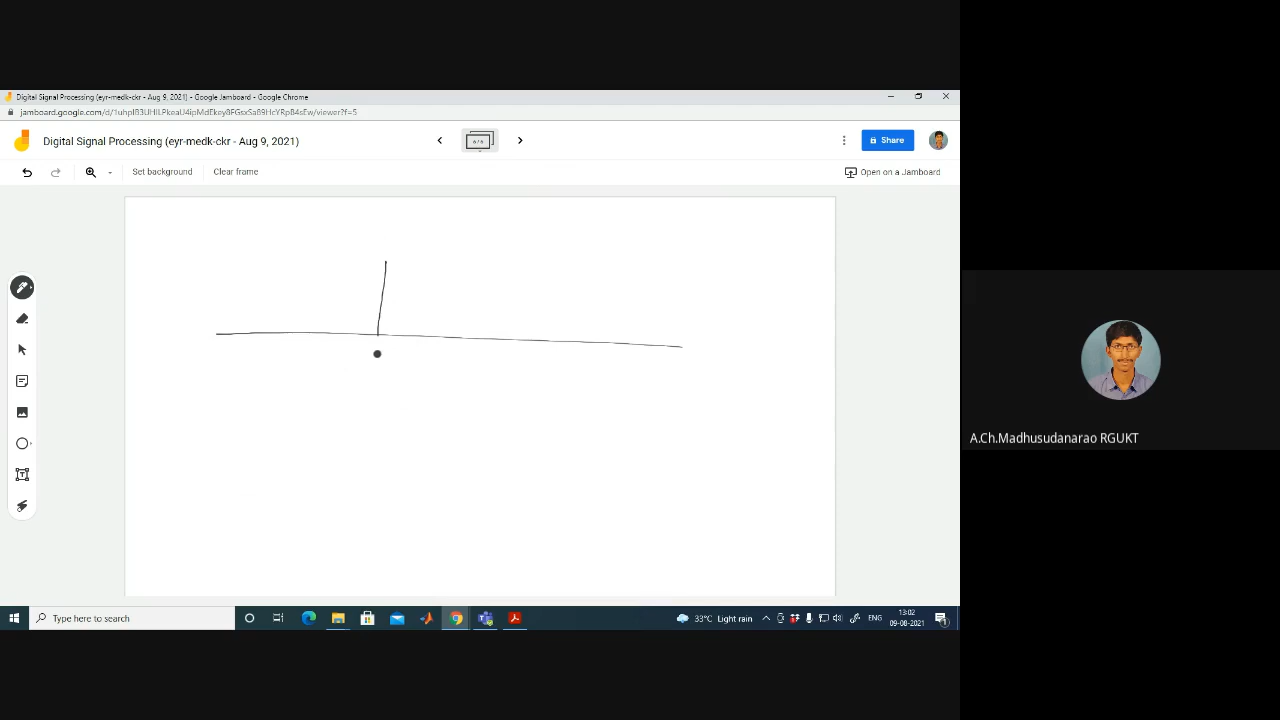 Digital Signal Processing (eyr-medk-ckr - Aug 9, 2021) - Google Jamboard - Google Chrome
Digital Signal Processing (eyr-medk-ckr - Aug 9, 2021)
6 / 6
Share
Set background
Clear frame
Open on a Jamboard
A.Ch.Madhusudanarao RGUKT
Type here to search
33°C Light rain
ENG
13:02
09-08-2021